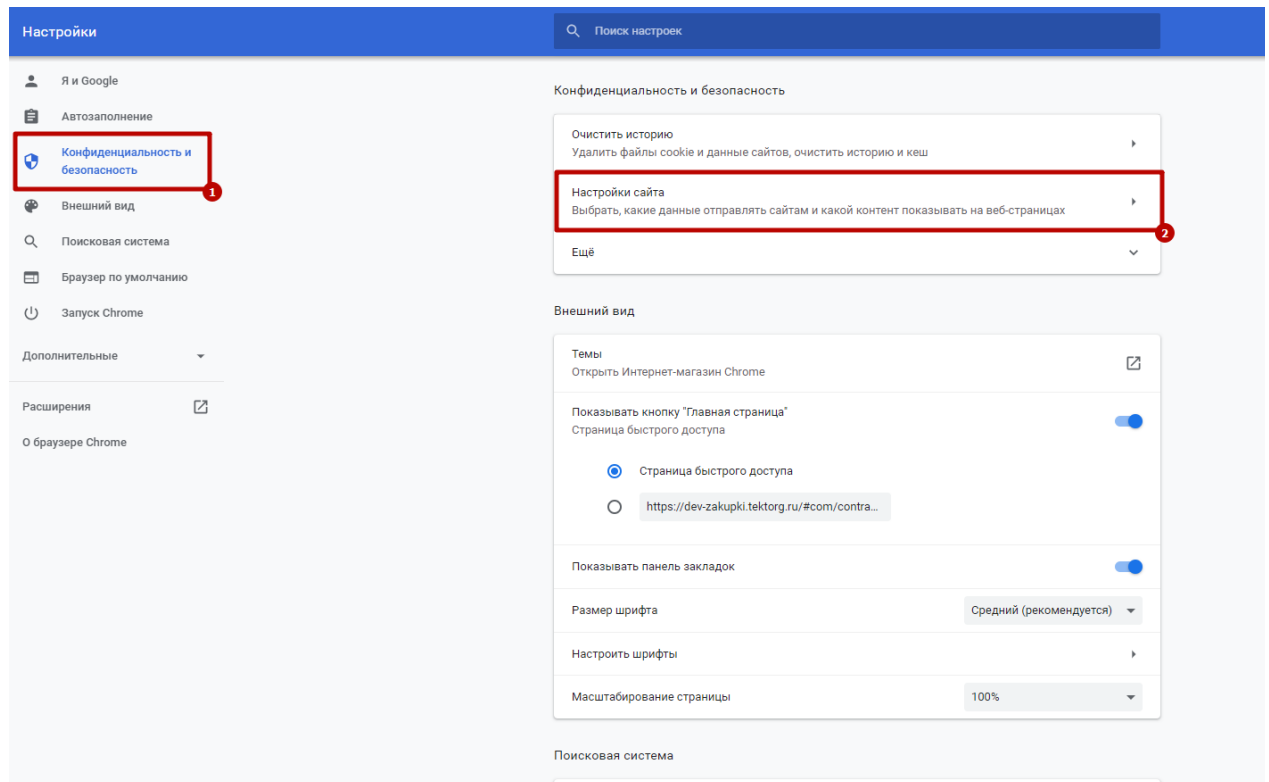 Настройки
Поиск настроек
Я и Google
Автозаполнение
Конфиденциальность и
безопасность
1
Внешний вид
Поисковая система
Браузер по умолчанию
Запуск Chrome
Дополнительные
Расширения
О браузере Chrome
Конфиденциальность и безопасность
Очистить историю
Удалить файлы cookie и данные сайтов, очистить историю и кеш
Настройки сайта
Выбрать, какие данные отправлять сайтам и какой контент показывать на веб-страницах
2
Ещё
Внешний вид
Темы
Открыть Интернет-магазин Chrome
Показывать кнопку "Главная страница"
Страница быстрого доступа
Страница быстрого доступа
https://dev-zakupki.tektorg.ru/#com/contra...
Показывать панель закладок
Размер шрифта
Средний (рекомендуется)
Настроить шрифты
Масштабирование страницы
100%
Поисковая система